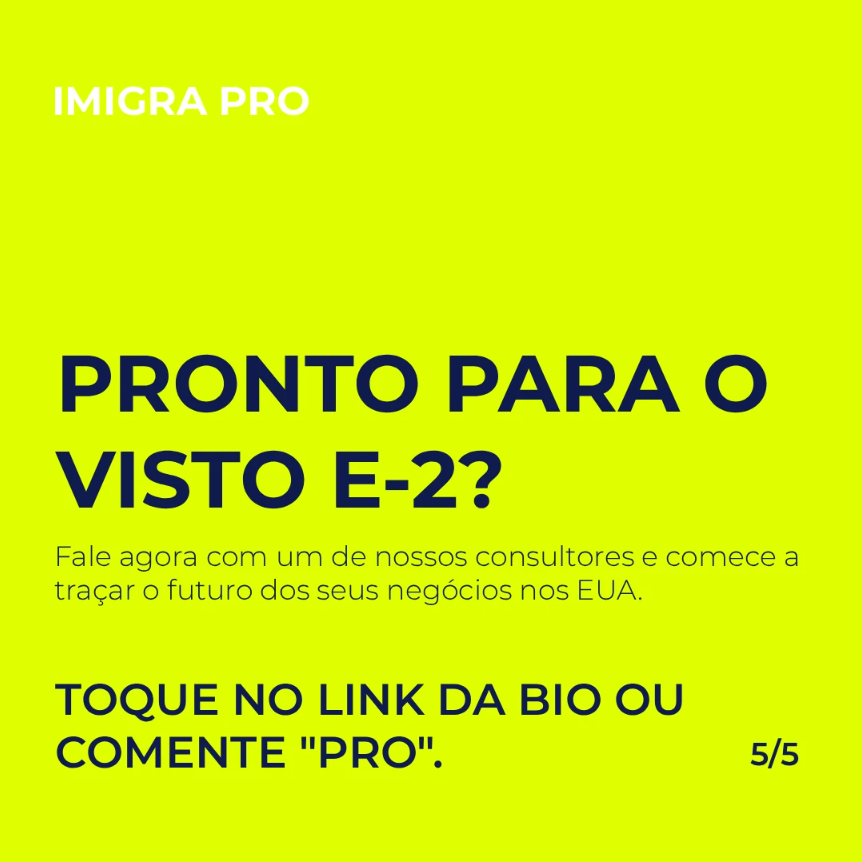 IMIGRA PRO
PRONTO PARA O
VISTO E-2?
Fale agora com um de nossos consultores e comece a
traçar o futuro dos seus negócios nos EUA.
TOQUE NO LINK DA BIO OU
COMENTE "PRO".
5/5